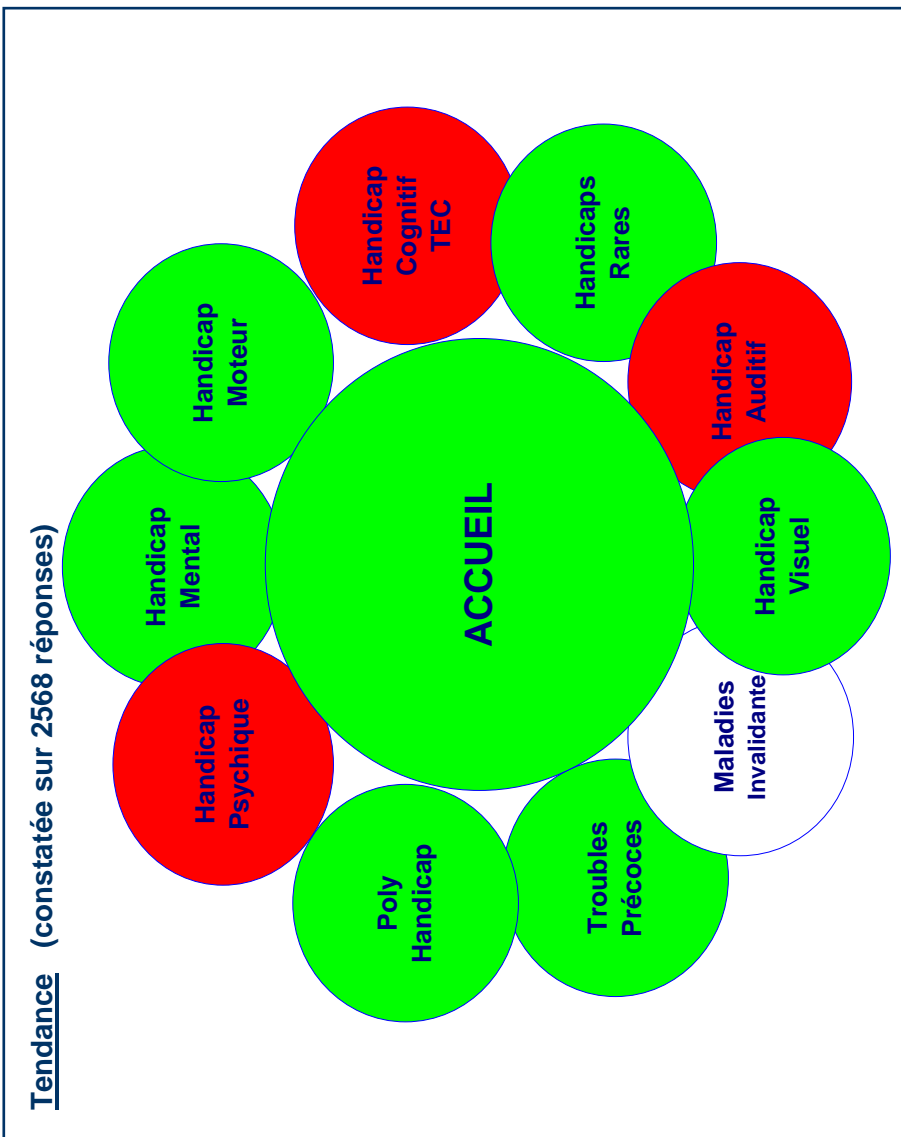 Tendance (constatée sur 2568 réponses)
Handicap
Mental
Handicap
Moteur
Handicap
Cognitif
TEC
Handicaps
Rares
Handicap
Auditif
Handicap
Visuel
Maladies
Invalidante
Troubles
Précoces
Poly
Handicap
Handicap
Psychique
ACCUEIL